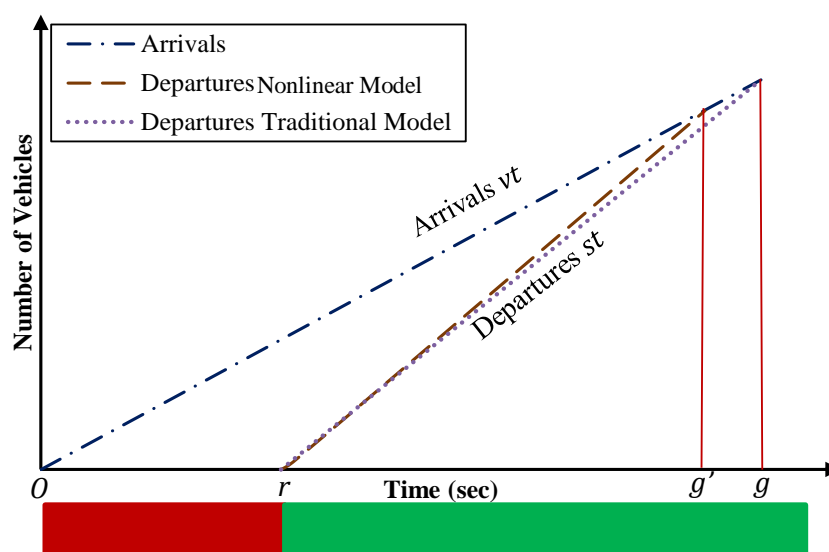 Arrivals
Departures Nonlinear Model
Departures Traditional Model
Number of Vehicles
Arrivals vt
Departures st
O r Time (sec) g' g